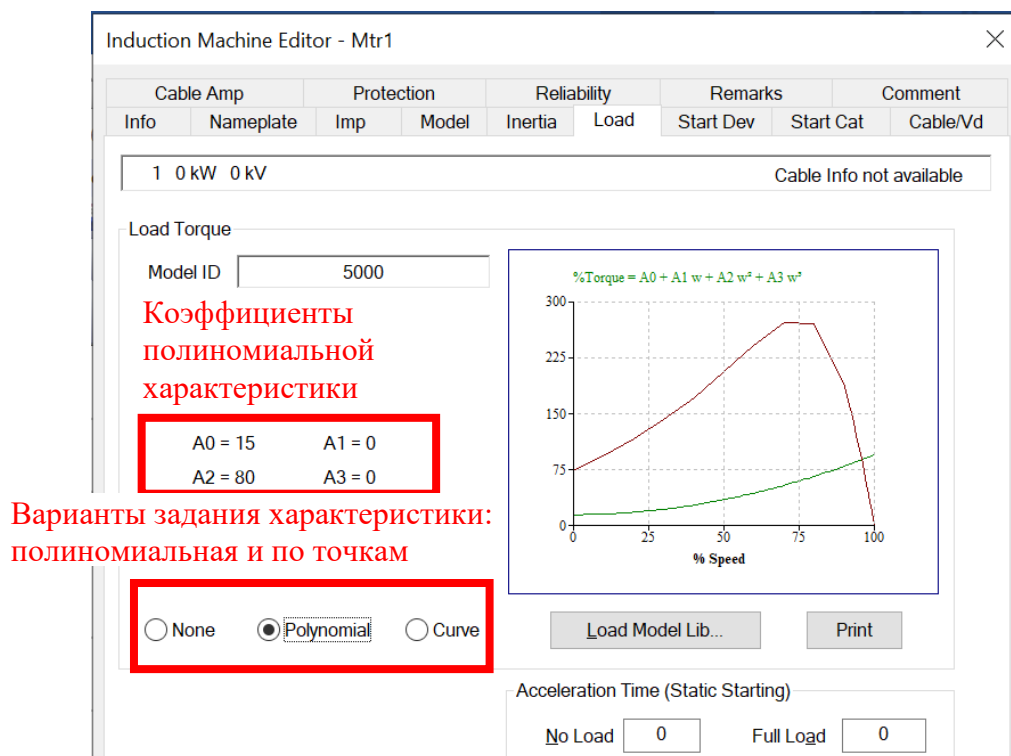 Induction Machine Editor - Mtr1
Cable Amp Protection Reliability Remarks Comment
Info Nameplate Imp Model Inertia Load Start Dev Start Cat Cable/Vd
1 0 kW 0 kV Cable Info not available
Load Torque
Model ID 5000
Коэффициенты
полиномиальной
характеристики
A0 = 15 A1 = 0
A2 = 80 A3 = 0
Варианты задания характеристики:
полиномиальная и по точкам
None Polynomial Curve
%Torque = A0 + A1 w + A2 w² + A3 w³
300
225
150
75
0
0 25 50 75 100
% Speed
Load Model Lib... Print
Acceleration Time (Static Starting)
No Load 0 Full Load 0